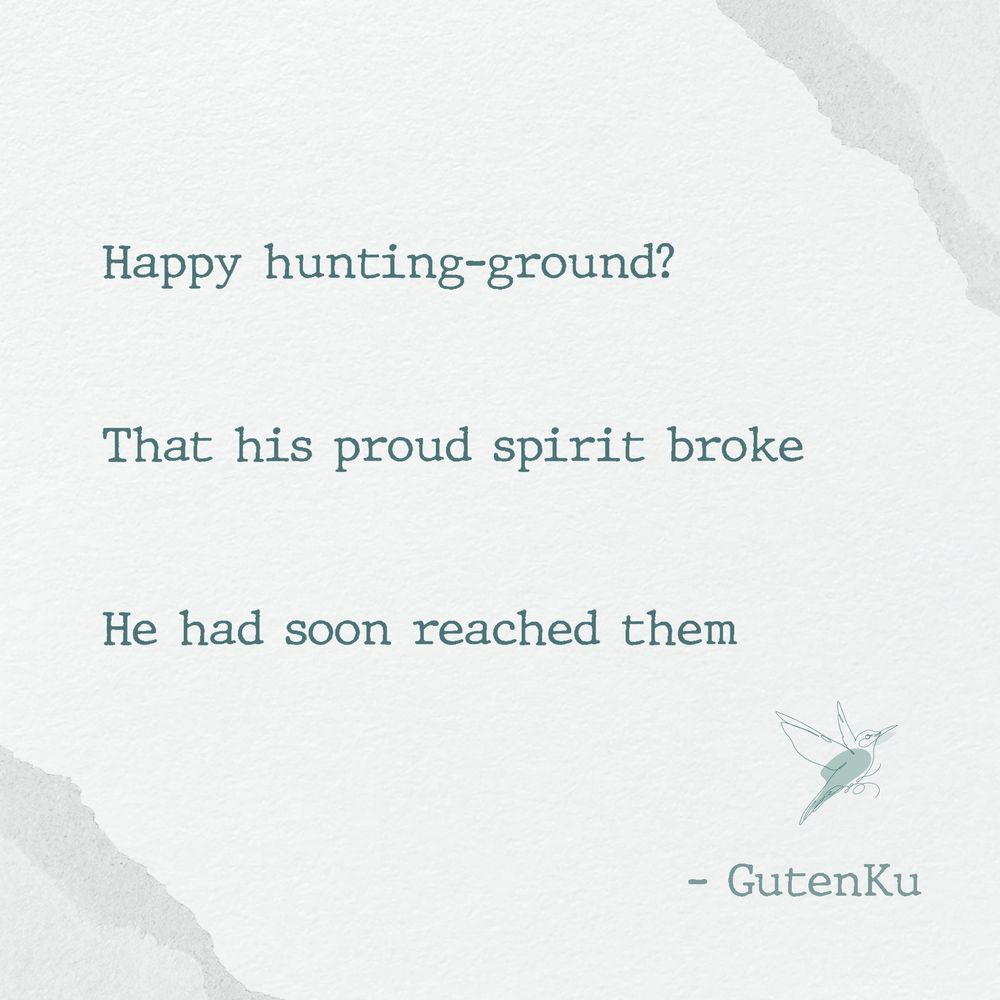 Happy hunting-ground?
That his proud spirit broke
He had soon reached them
- GutenKu